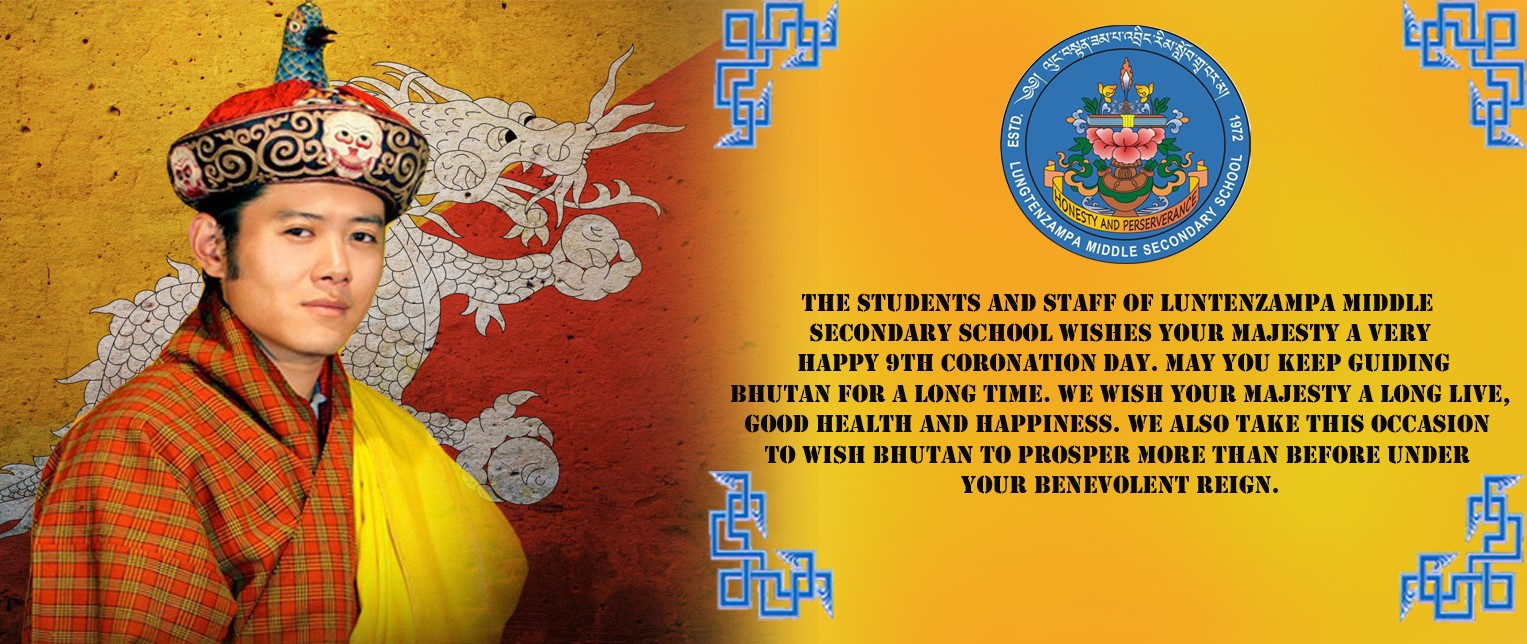 ༄༅།། ལུང་བསྟན་ཟམ་པ་འབྲིང་རིམ་སློབ་གྲྭ།
ESTD. 1972
LUNGTENZAMPA MIDDLE SECONDARY SCHOOL
HONESTY AND PERSERVERANCE
THE STUDENTS AND STAFF OF LUNTENZAMPA MIDDLE
SECONDARY SCHOOL WISHES YOUR MAJESTY A VERY
HAPPY 9TH CORONATION DAY. MAY YOU KEEP GUIDING
BHUTAN FOR A LONG TIME. WE WISH YOUR MAJESTY A LONG LIVE,
GOOD HEALTH AND HAPPINESS. WE ALSO TAKE THIS OCCASION
TO WISH BHUTAN TO PROSPER MORE THAN BEFORE UNDER
YOUR BENEVOLENT REIGN.